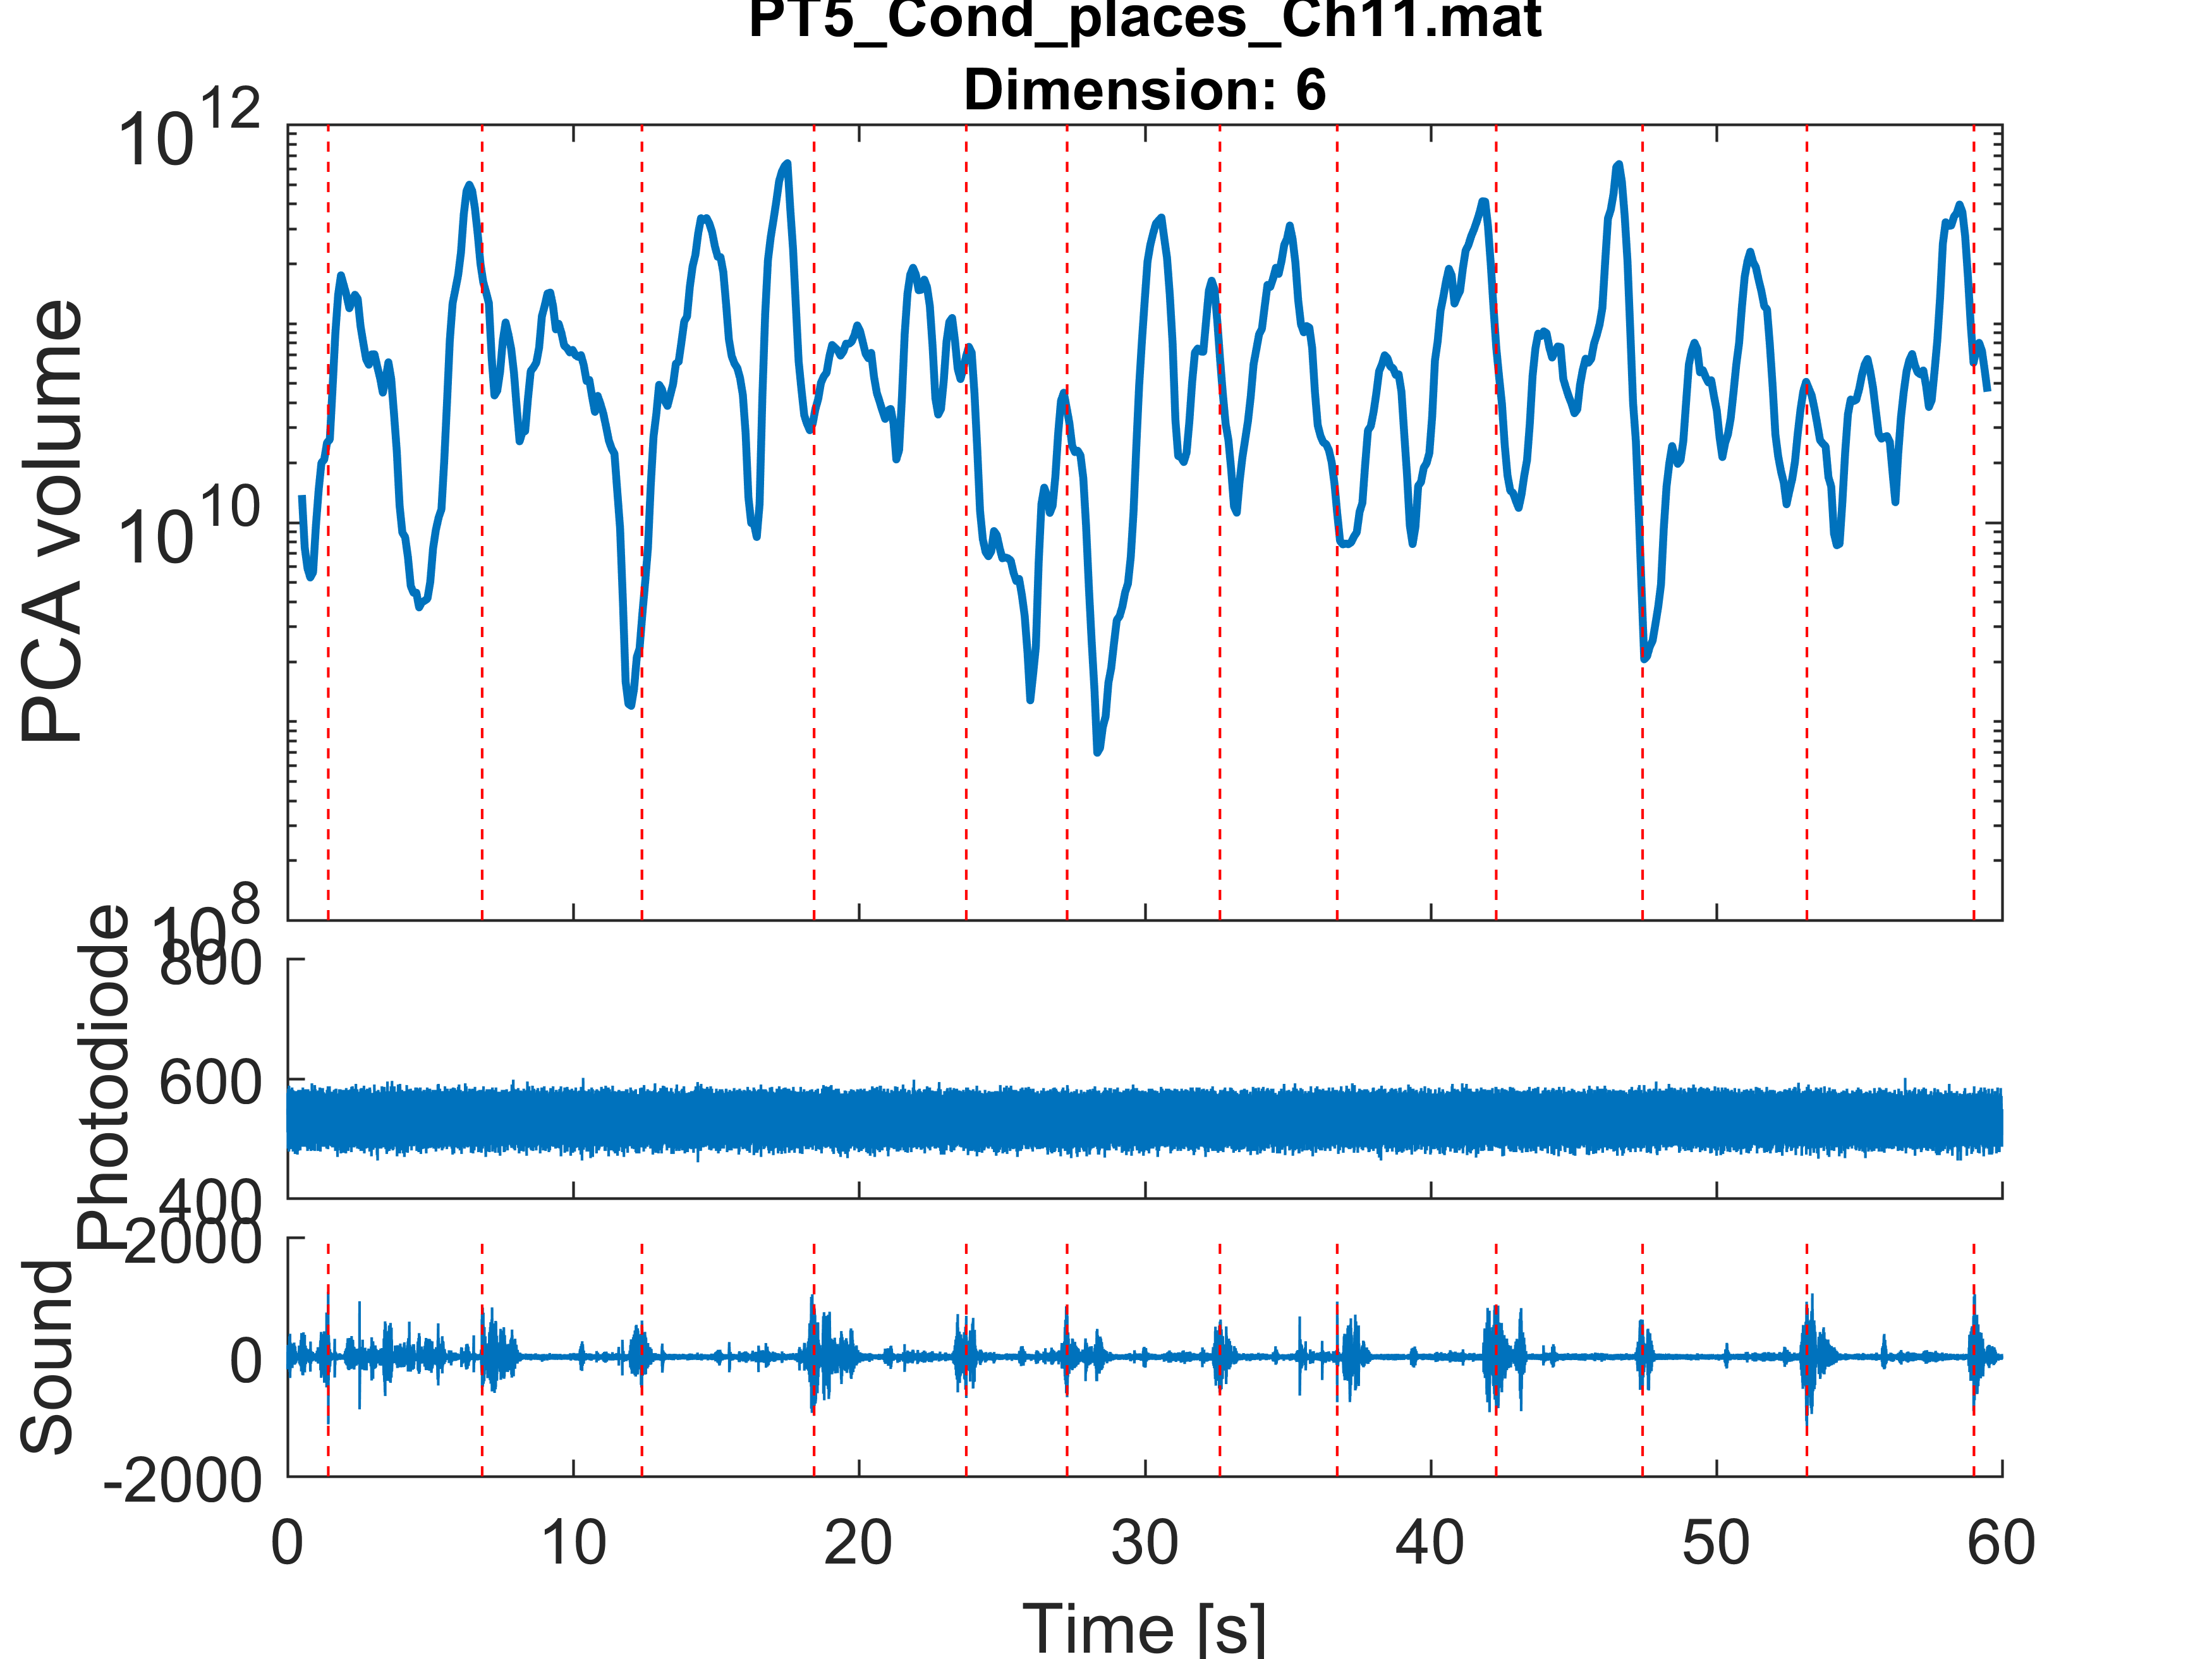 PT5_Cond_places_Ch11.mat
Dimension: 6
10^12
10^10
10^8
PCA volume
800
600
400
Photodiode
2000
0
-2000
Sound
0 10 20 30 40 50 60
Time [s]